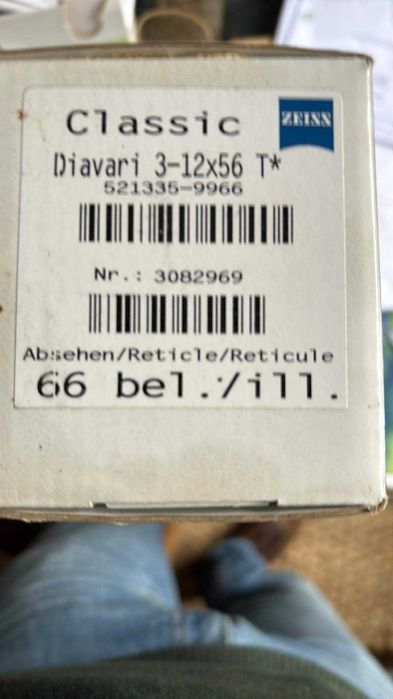 Classic
ZEISS
Diavari 3-12x56 T*
521335-9966
Nr.: 3082969
Absehen/Reticle/Reticule
66 bel./ill.